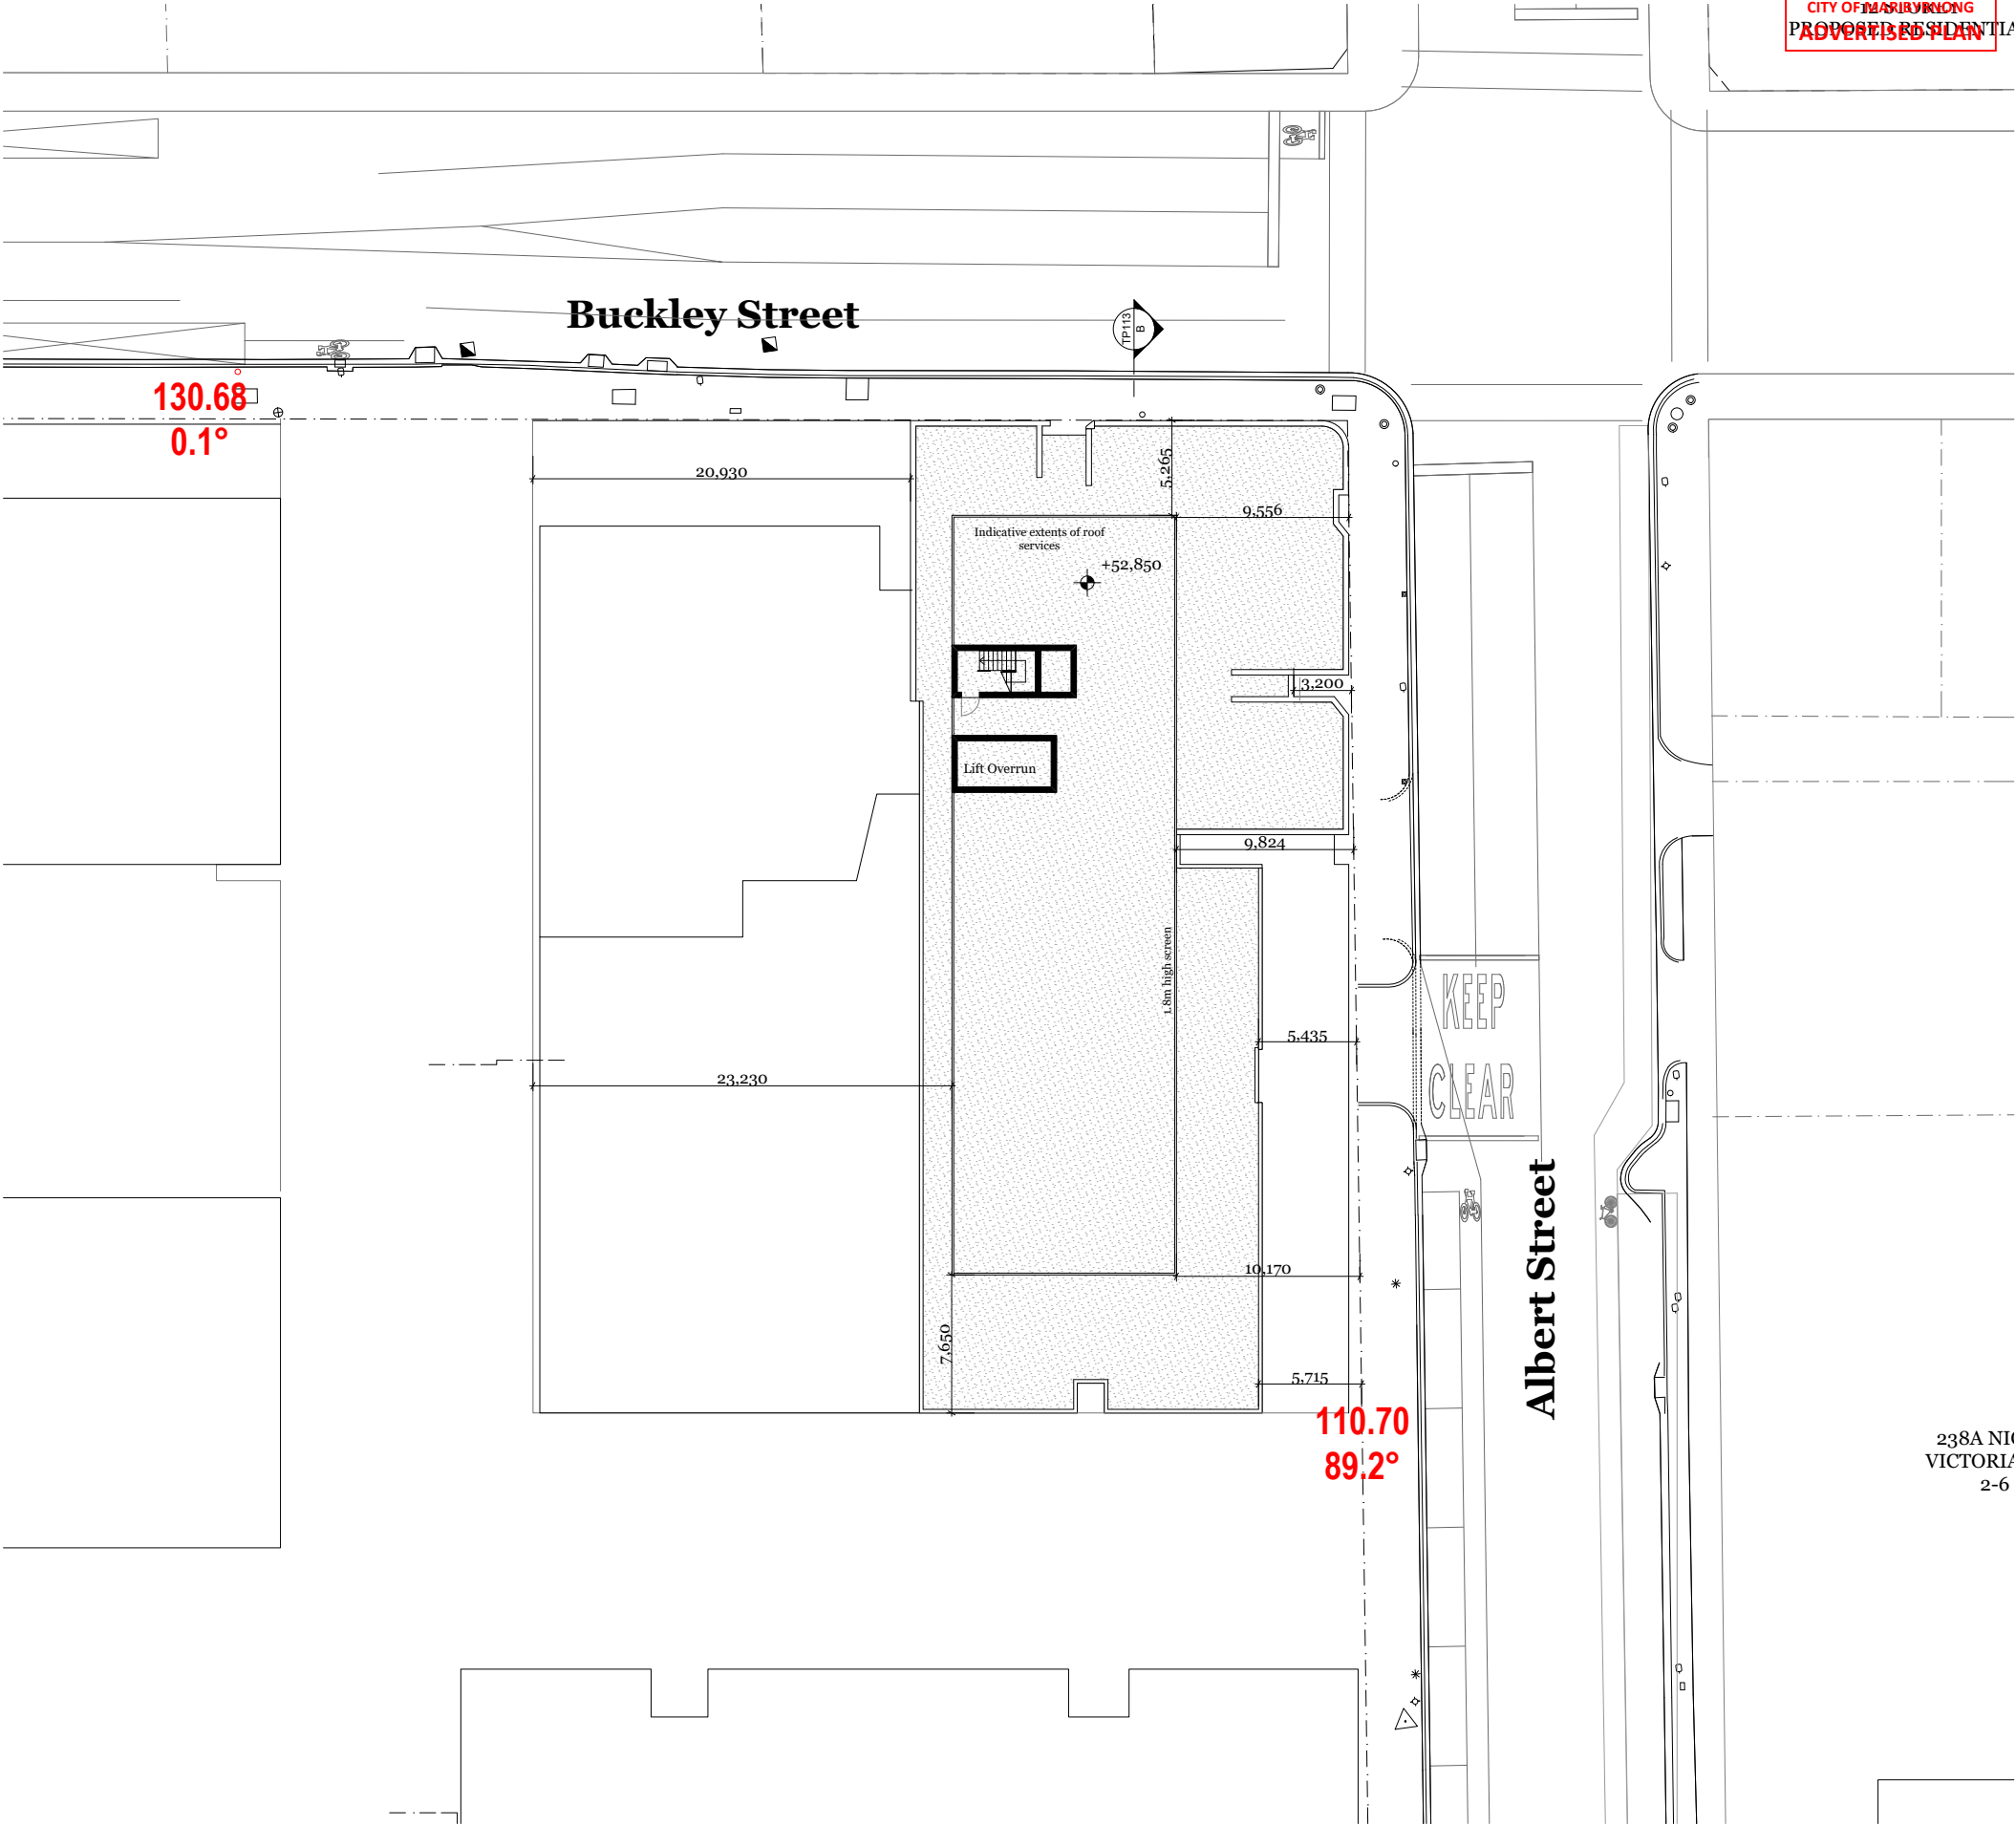 CITY OF MARIBYRNONG
PROPOSED RESIDENTIA
ADVERTISED PLAN
Buckley Street
TP113
B
130.68
0.1°
20,930
5,265
9,556
Indicative extents of roof
services
+52,850
3,200
Lift Overrun
9,824
1.8m high screen
KEEP
CLEAR
5,435
23,230
Albert Street
10,170
7,650
5,715
110.70
89.2°
238A NI
VICTORIA
2-6